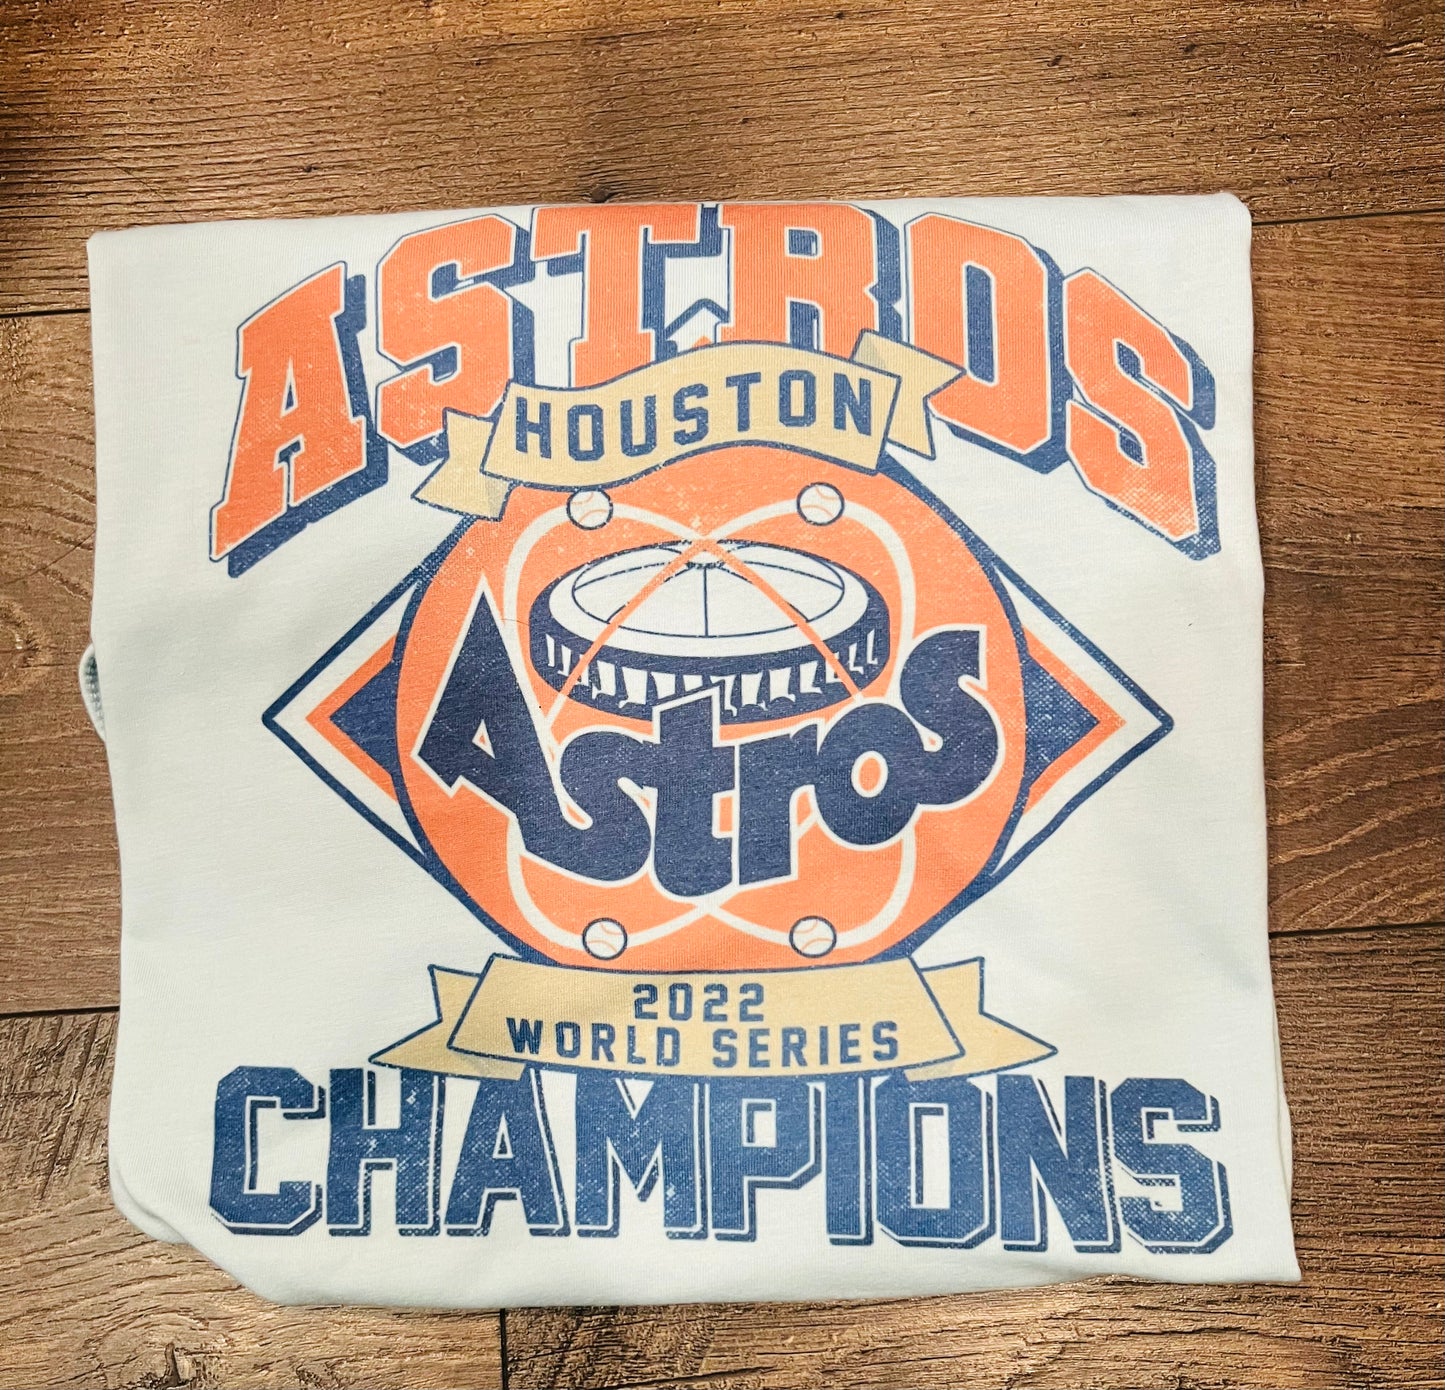 ASTROS
HOUSTON
Astros
2022
WORLD SERIES
CHAMPIONS